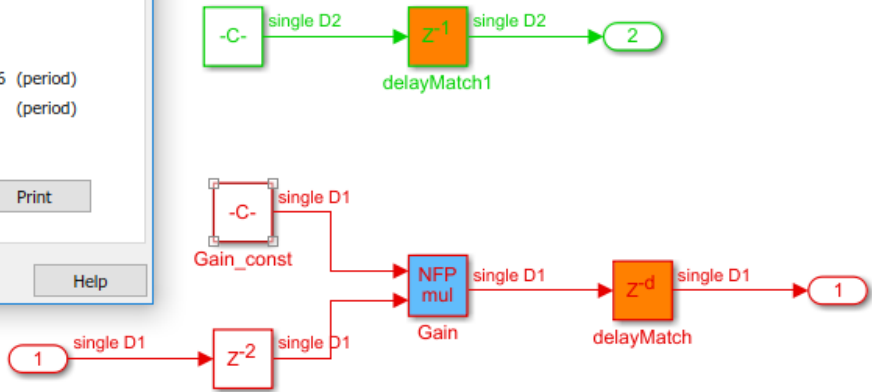 6 (period)
(period)
Print
Help
-C-
single D2
Z-1
single D2
2
delayMatch1
-C-
single D1
Gain_const
NFP
mul
single D1
Gain
Z-d
single D1
delayMatch
1
1
single D1
Z-2
single D1